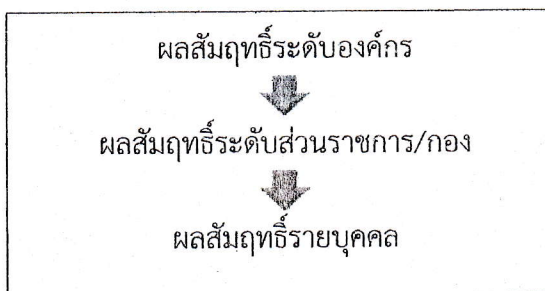 ผลสัมฤทธิ์ระดับองค์กร
ผลสัมฤทธิ์ระดับส่วนราชการ/กอง
ผลสัมฤทธิ์รายบุคคล